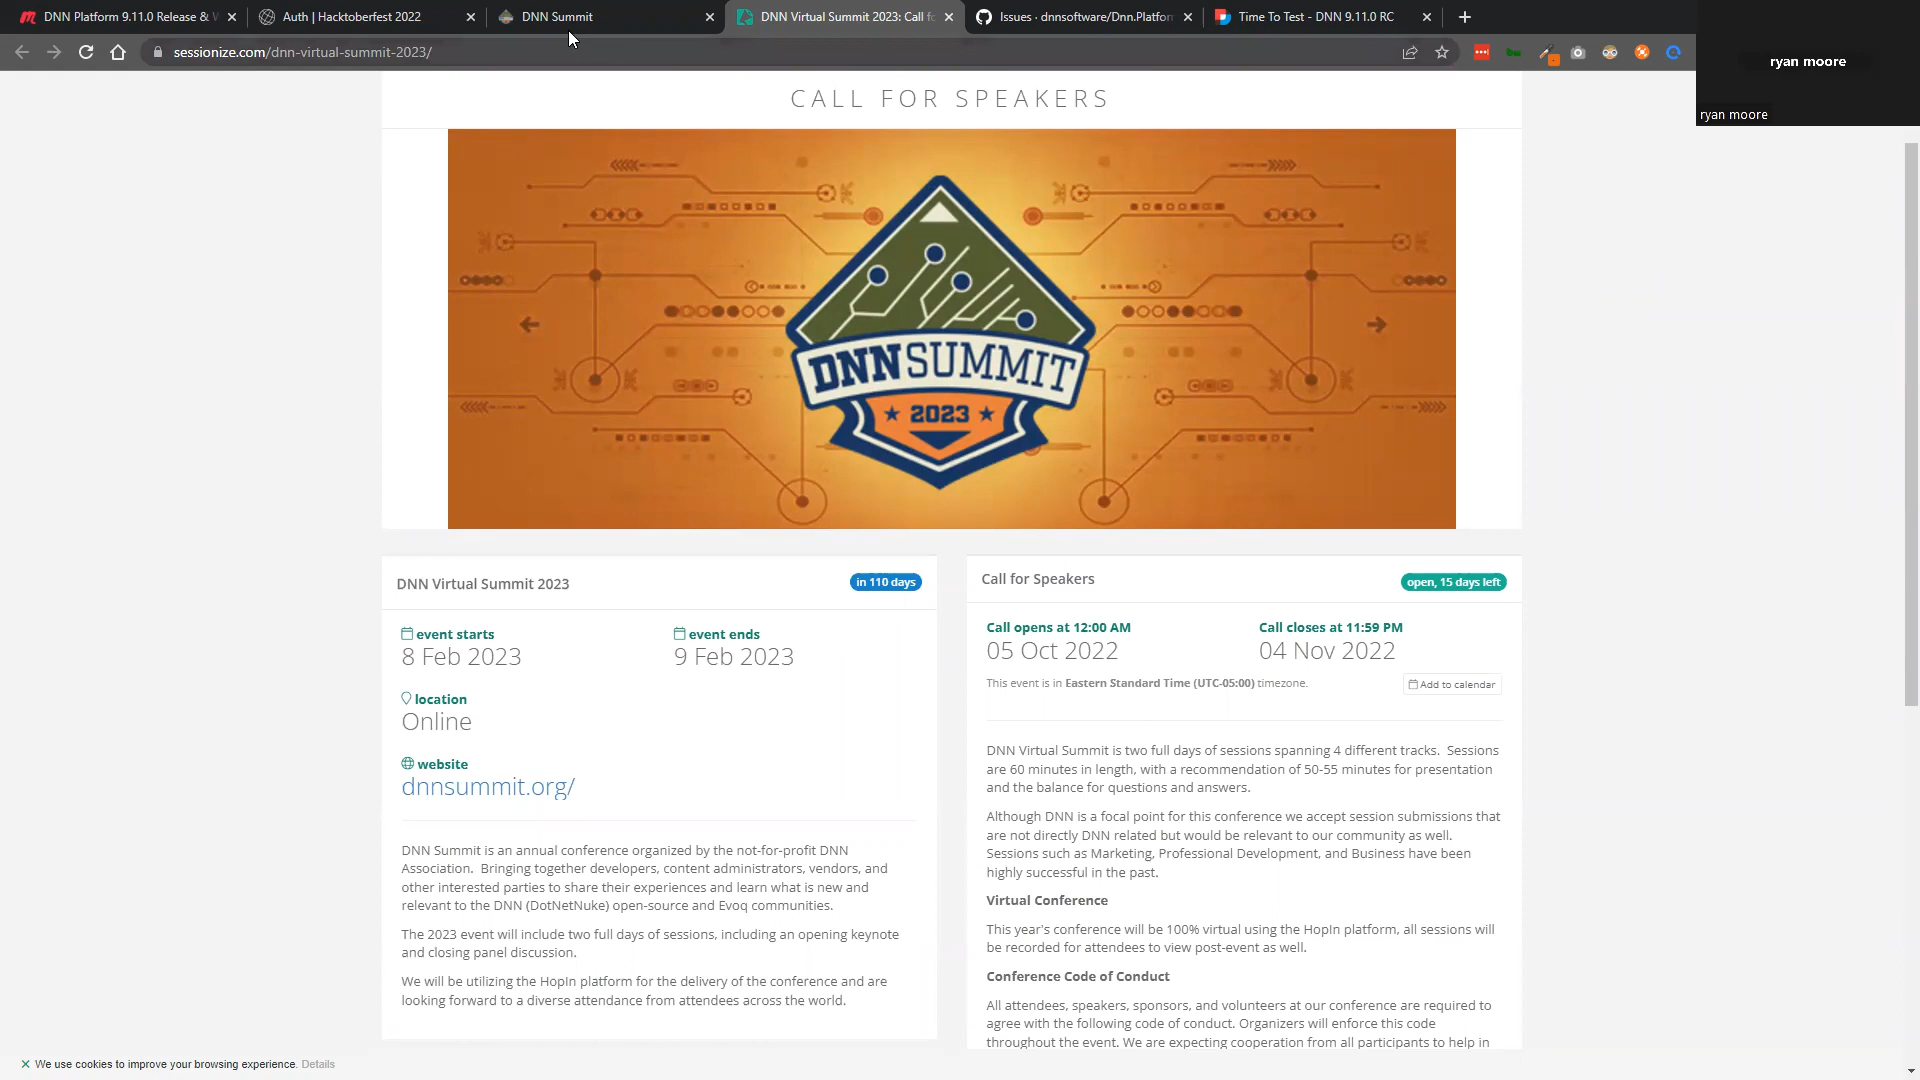 DNN Platform 9.11.0 Release &
Auth | Hacktoberfest 2022
DNN Summit
DNN Virtual Summit 2023: Call fo
Issues · dnnsoftware/Dnn.Platfor
Time To Test - DNN 9.11.0 RC
sessionize.com/dnn-virtual-summit-2023/
ryan moore
ryan moore
CALL FOR SPEAKERS
DNNSUMMIT
2023
DNN Virtual Summit 2023
in 110 days
event starts
8 Feb 2023
event ends
9 Feb 2023
location
Online
website
dnnsummit.org/
DNN Summit is an annual conference organized by the not-for-profit DNN
Association. Bringing together developers, content administrators, vendors, and
other interested parties to share their experiences and learn what is new and
relevant to the DNN (DotNetNuke) open-source and Evoq communities.
The 2023 event will include two full days of sessions, including an opening keynote
and closing panel discussion.
We will be utilizing the HopIn platform for the delivery of the conference and are
looking forward to a diverse attendance from attendees across the world.
Call for Speakers
open, 15 days left
Call opens at 12:00 AM
05 Oct 2022
Call closes at 11:59 PM
04 Nov 2022
This event is in Eastern Standard Time (UTC-05:00) timezone.
Add to calendar
DNN Virtual Summit is two full days of sessions spanning 4 different tracks. Sessions
are 60 minutes in length, with a recommendation of 50-55 minutes for presentation
and the balance for questions and answers.
Although DNN is a focal point for this conference we accept session submissions that
are not directly DNN related but would be relevant to our community as well.
Sessions such as Marketing, Professional Development, and Business have been
highly successful in the past.
Virtual Conference
This year's conference will be 100% virtual using the HopIn platform, all sessions will
be recorded for attendees to view post-event as well.
Conference Code of Conduct
All attendees, speakers, sponsors, and volunteers at our conference are required to
agree with the following code of conduct. Organizers will enforce this code
throughout the event. We are expecting cooperation from all participants to help in
We use cookies to improve your browsing experience. Details